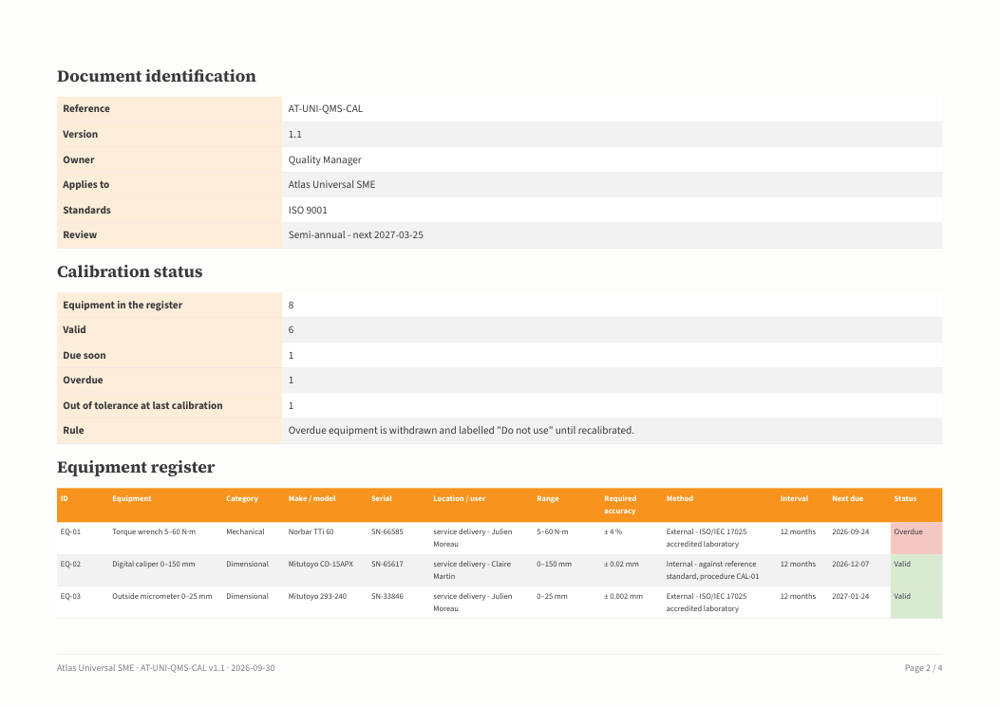 Document identification
Reference AT-UNI-QMS-CAL
Version 1.1
Owner Quality Manager
Applies to Atlas Universal SME
Standards ISO 9001
Review Semi-annual - next 2027-03-25
Calibration status
Equipment in the register 8
Valid 6
Due soon 1
Overdue 1
Out of tolerance at last calibration 1
Rule Overdue equipment is withdrawn and labelled "Do not use" until recalibrated.
Equipment register
ID Equipment Category Make / model Serial Location / user Range Required Method Interval Next due Status
accuracy
EQ-01 Torque wrench 5–60 N·m Mechanical Norbar TTi 60 SN-66585 service delivery - Julien 5–60 N·m ± 4 % External - ISO/IEC 17025 12 months 2026-09-24 Overdue
Moreau accredited laboratory
EQ-02 Digital caliper 0–150 mm Dimensional Mitutoyo CD-15APX SN-65617 service delivery - Claire 0–150 mm ± 0.02 mm Internal - against reference 12 months 2026-12-07 Valid
Martin standard, procedure CAL-01
EQ-03 Outside micrometer 0–25 mm Dimensional Mitutoyo 293-240 SN-33846 service delivery - Julien 0–25 mm ± 0.002 mm External - ISO/IEC 17025 12 months 2027-01-24 Valid
Moreau accredited laboratory
Atlas Universal SME · AT-UNI-QMS-CAL v1.1 · 2026-09-30 Page 2 / 4